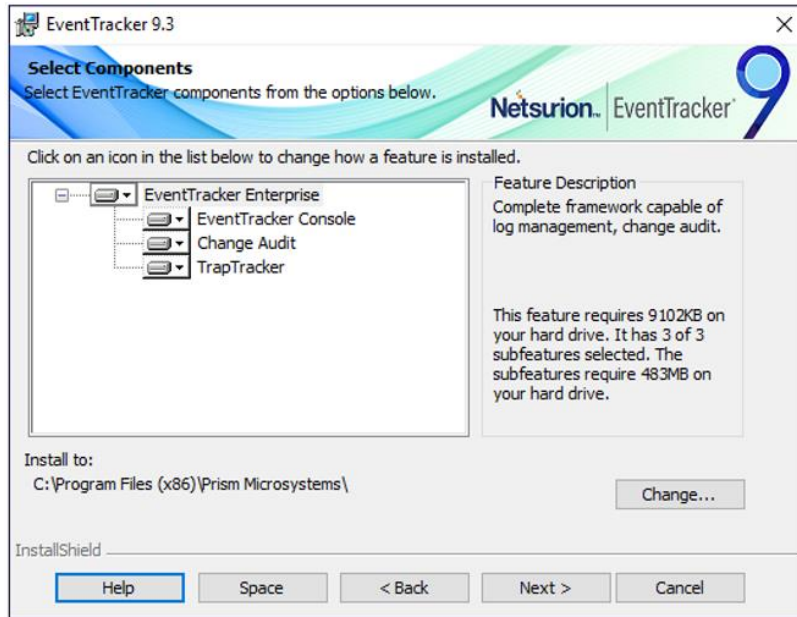 EventTracker 9.3
Select Components
Select EventTracker components from the options below.
Netsurion. EventTracker 9
Click on an icon in the list below to change how a feature is installed.
EventTracker Enterprise
EventTracker Console
Change Audit
TrapTracker
Feature Description
Complete framework capable of
log management, change audit.
This feature requires 9102KB on
your hard drive. It has 3 of 3
subfeatures selected. The
subfeatures require 483MB on
your hard drive.
Install to:
C:\Program Files (x86)\Prism Microsystems\
Change...
InstallShield
Help
Space
< Back
Next >
Cancel